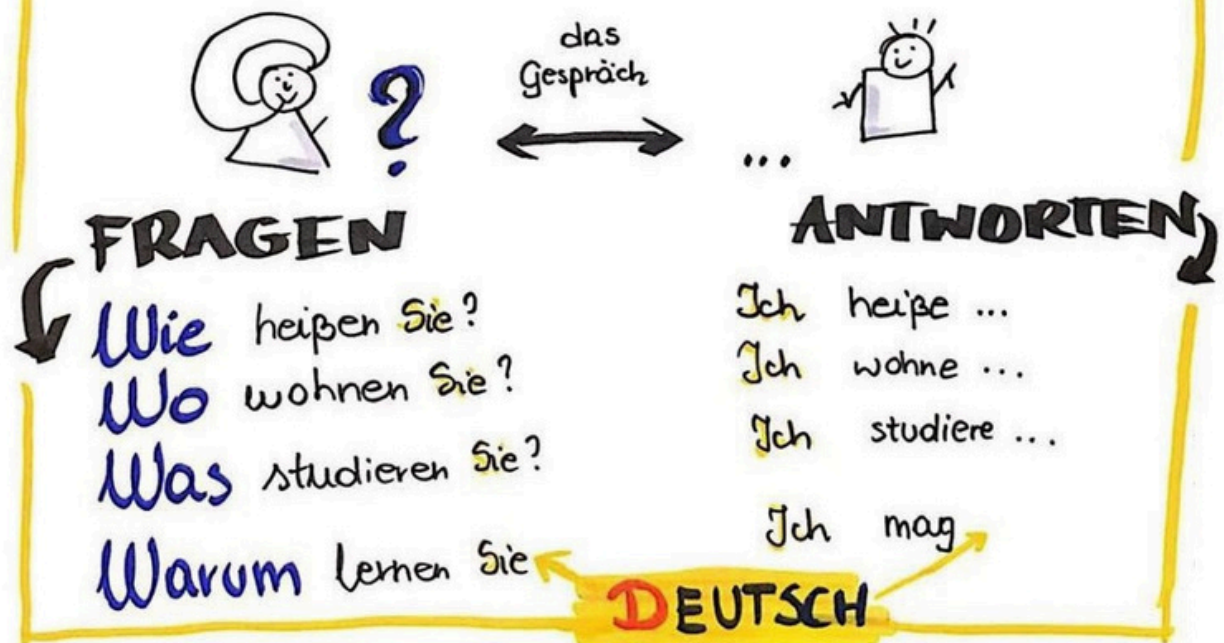 ?
das
Gespräch
...
FRAGEN
ANTWORTEN
Wie heißen Sie?
Wo wohnen Sie?
Was studieren Sie?
Warum lernen Sie
Ich heiße ...
Ich wohne ...
Ich studiere ...
Ich mag
DEUTSCH